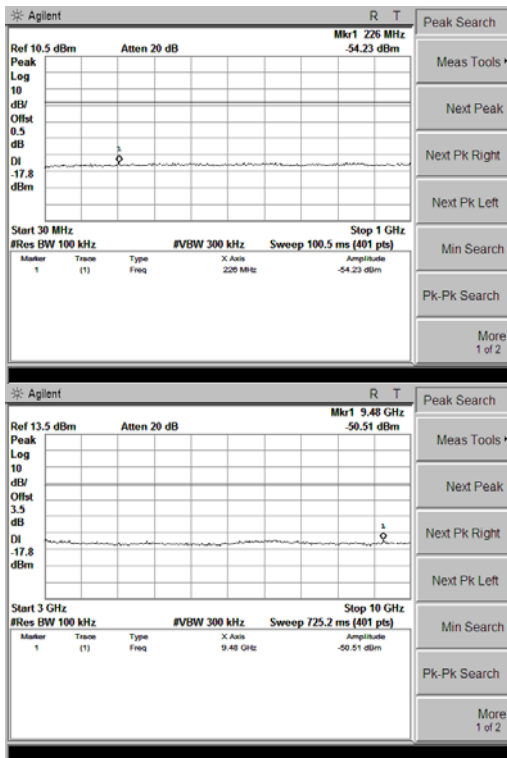 Agilent R T Peak Search
Mkr1 226 MHz
Ref 10.5 dBm Atten 20 dB -54.23 dBm
Peak
Log
10
dB/
Offst
0.5
dB
DI
-17.8
dBm
1
Start 30 MHz Stop 1 GHz
#Res BW 100 kHz #VBW 300 kHz Sweep 100.5 ms (401 pts)
Marker Trace Type X Axis Amplitude
1 (1) Freq 226 MHz -54.23 dBm
Meas Tools
Next Peak
Next Pk Right
Next Pk Left
Min Search
Pk-Pk Search
More
1 of 2
Agilent R T Peak Search
Mkr1 9.48 GHz
Ref 13.5 dBm Atten 20 dB -50.51 dBm
Peak
Log
10
dB/
Offst
3.5
dB
DI
-17.8
dBm
1
Start 3 GHz Stop 10 GHz
#Res BW 100 kHz #VBW 300 kHz Sweep 725.2 ms (401 pts)
Marker Trace Type X Axis Amplitude
1 (1) Freq 9.48 GHz -50.51 dBm
Meas Tools
Next Peak
Next Pk Right
Next Pk Left
Min Search
Pk-Pk Search
More
1 of 2